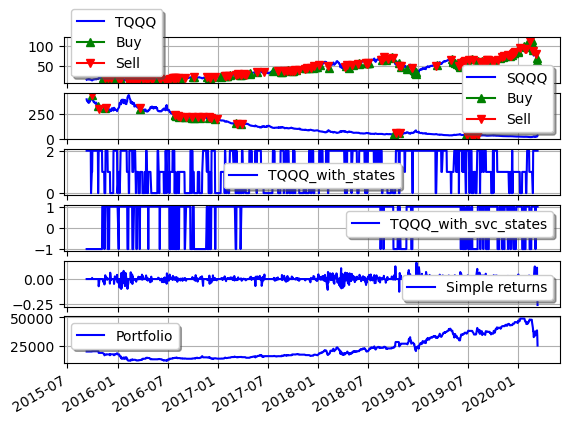 TQQQ
Buy
Sell
100
50
SQQQ
Buy
Sell
250
0
2
0
TQQQ_with_states
1
0
−1
TQQQ_with_svc_states
0.00
−0.25
Simple returns
50000
25000
Portfolio
2015-07
2016-01
2016-07
2017-01
2017-07
2018-01
2018-07
2019-01
2019-07
2020-01